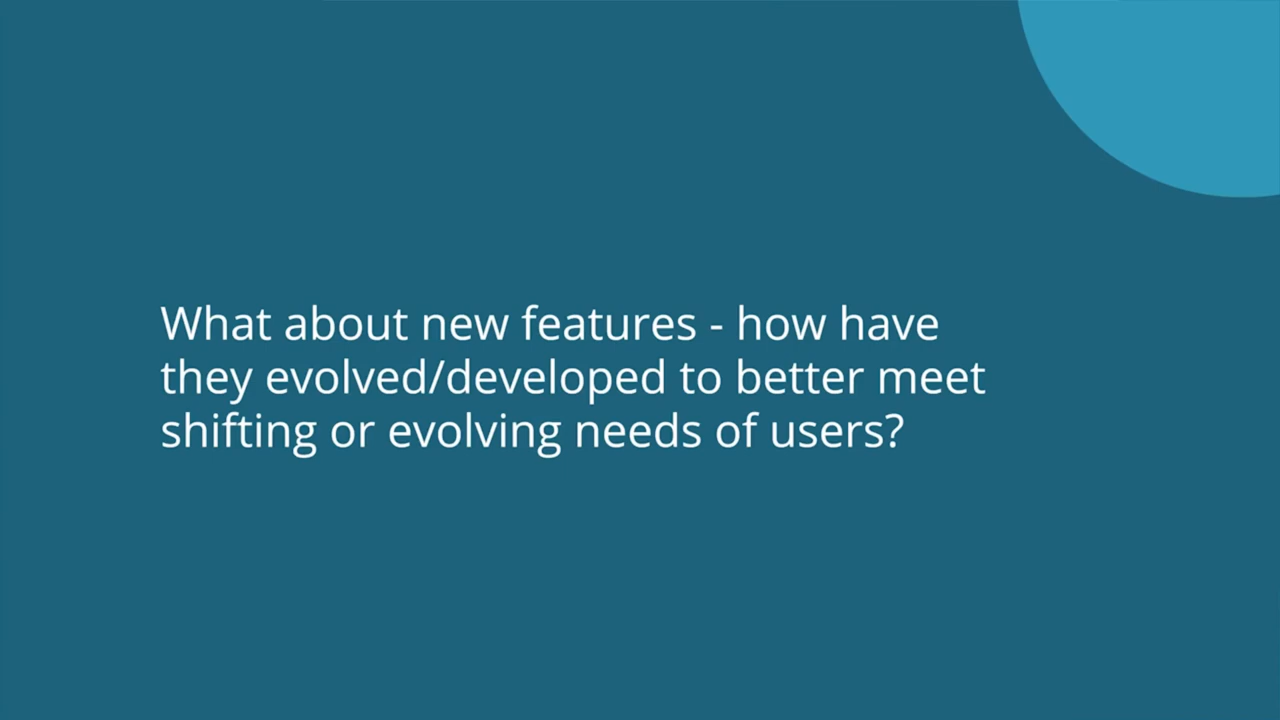 What about new features - how have
they evolved/developed to better meet
shifting or evolving needs of users?